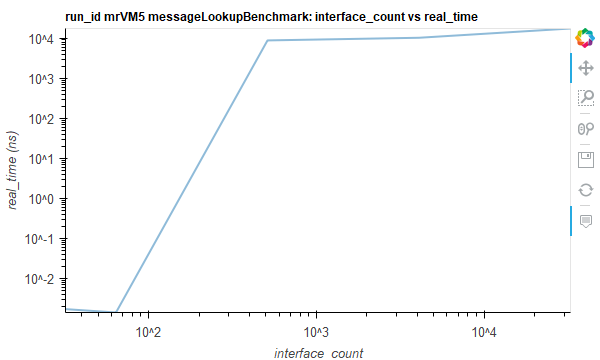 run_id mrVM5 messageLookupBenchmark: interface_count vs real_time
real_time (ns)
10^4
10^3
10^2
10^1
10^0
10^-1
10^-2
10^2 10^3 10^4
interface_count